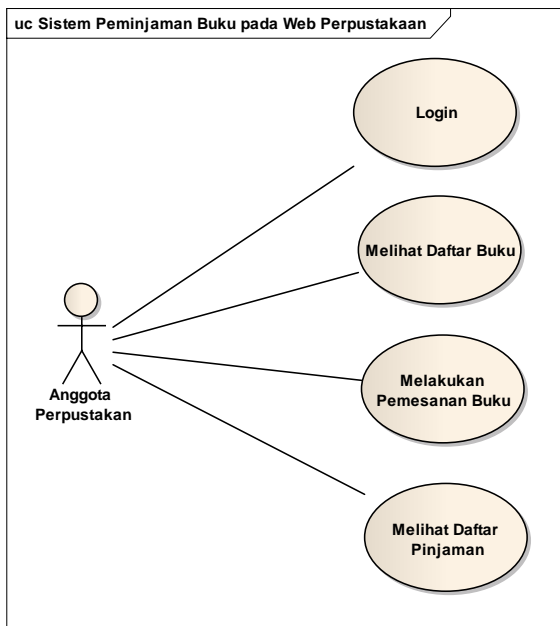 uc Sistem Peminjaman Buku pada Web Perpustakaan
Login
Melihat Daftar Buku
Melakukan
Pemesanan Buku
Anggota
Perpustakan
Melihat Daftar
Pinjaman